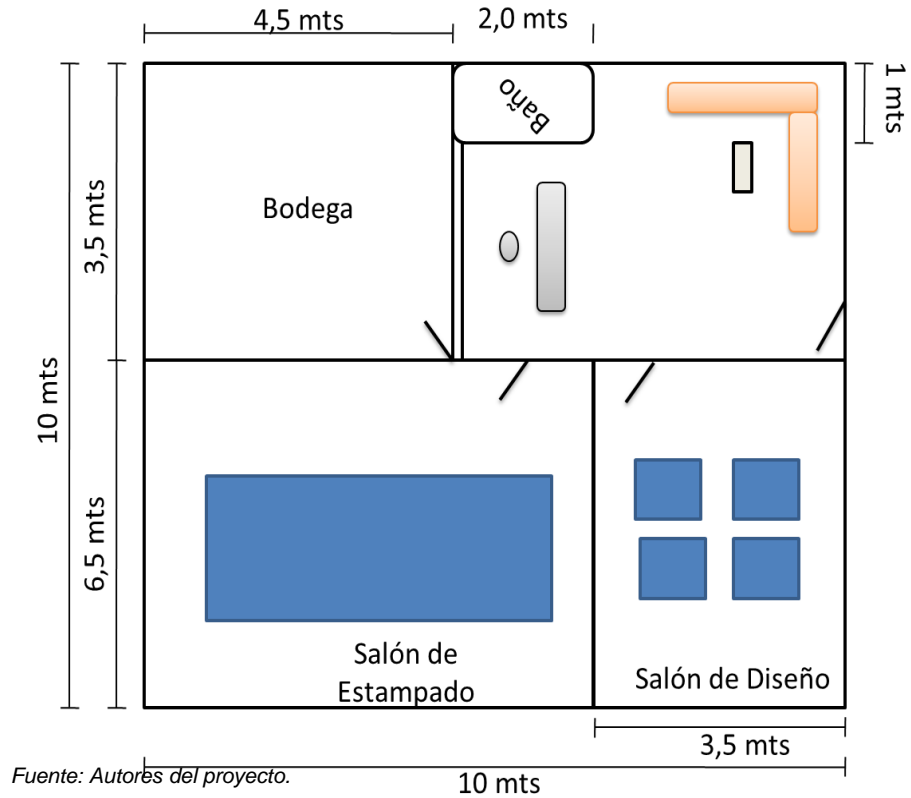 4,5 mts
2,0 mts
1 mts
Baño
Bodega
3,5 mts
10 mts
6,5 mts
Salón de
Estampado
Salón de Diseño
3,5 mts
10 mts
Fuente: Autores del proyecto.